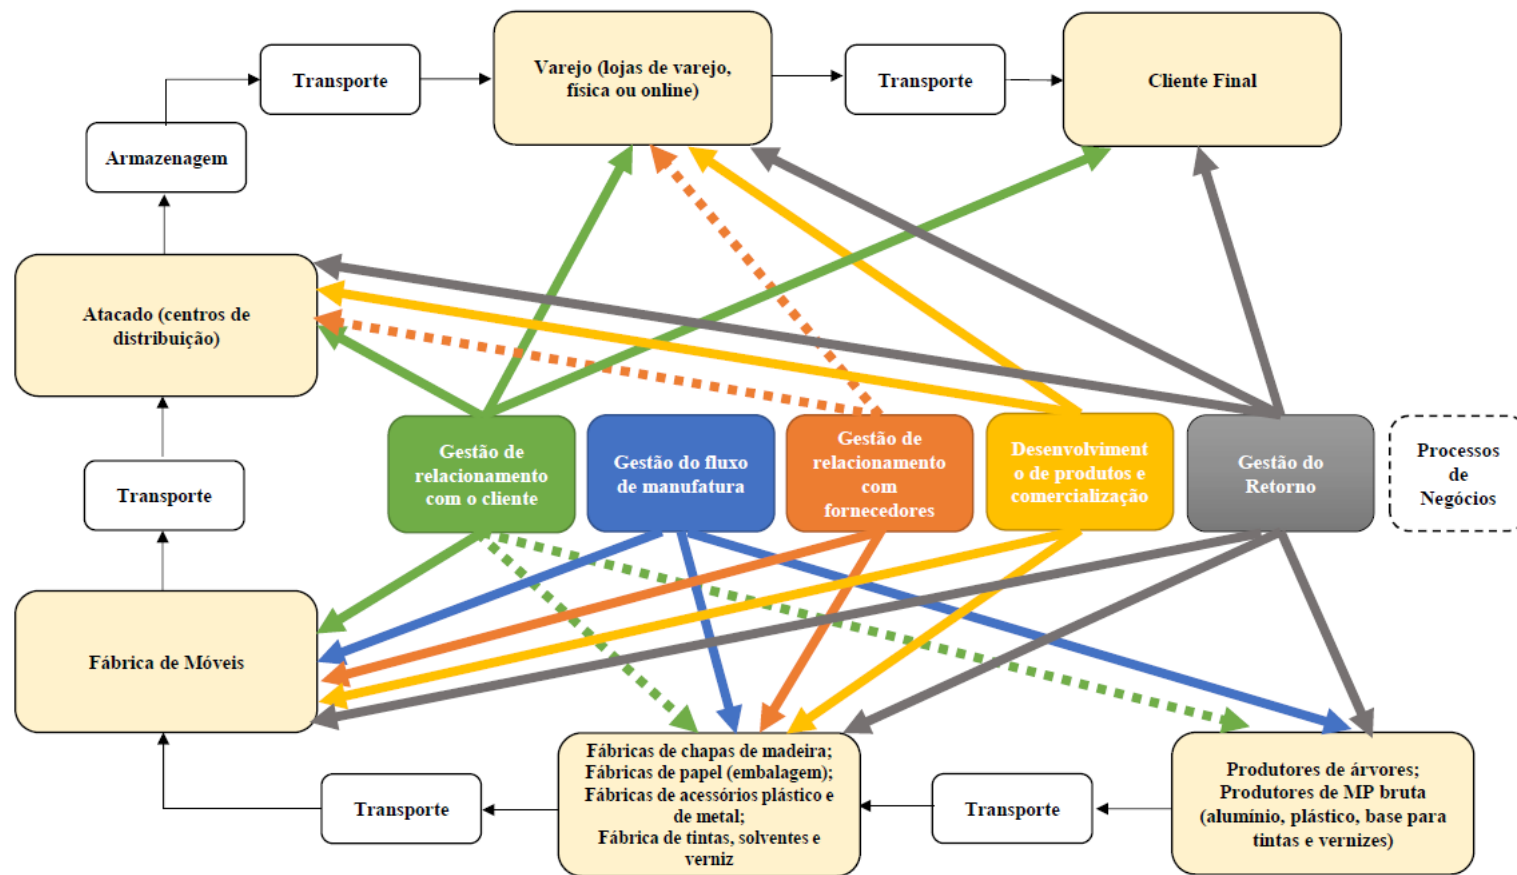 Transporte
Varejo (lojas de varejo,
física ou online)
Transporte
Cliente Final
Armazenagem
Atacado (centros de
distribuição)
Gestão de
relacionamento
com o cliente
Gestão do fluxo
de manufatura
Gestão de
relacionamento
com
fornecedores
Desenvolviment
o de produtos e
comercialização
Gestão do
Retorno
Processos
de
Negócios
Transporte
Fábrica de Móveis
Transporte
Fábricas de chapas de madeira;
Fábricas de papel (embalagem);
Fábricas de acessórios plástico e
de metal;
Fábrica de tintas, solventes e
verniz
Transporte
Produtores de árvores;
Produtores de MP bruta
(alumínio, plástico, base para
tintas e vernizes)